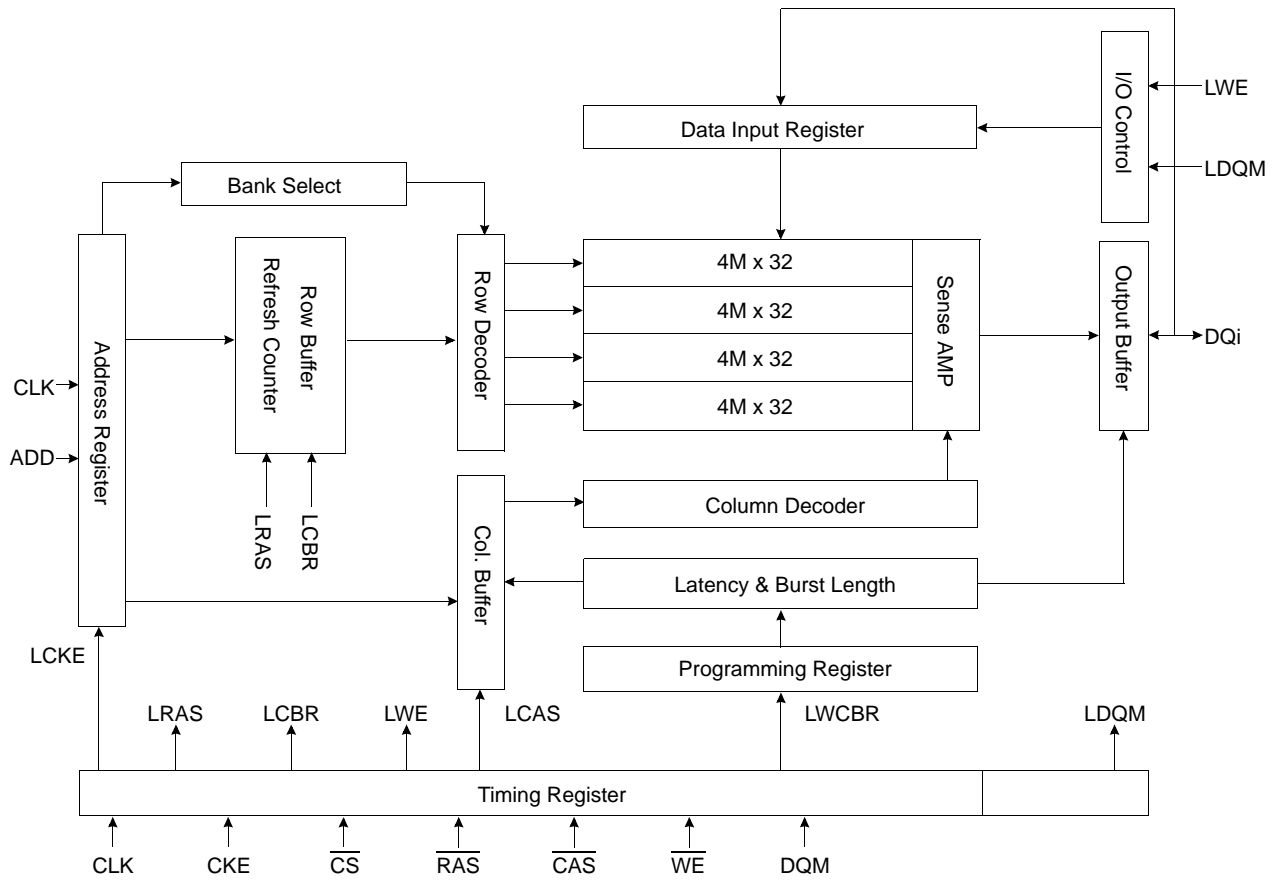 I/O Control
LWE
LDQM
Data Input Register
Bank Select
Address Register
CLK
ADD
Refresh Counter
Row Buffer
LRAS
LCBR
Row Decoder
4M x 32
4M x 32
4M x 32
4M x 32
Sense AMP
Output Buffer
DQi
Col. Buffer
Column Decoder
Latency & Burst Length
Programming Register
LCKE
LRAS
LCBR
LWE
LCAS
LWCBR
LDQM
Timing Register
CLK
CKE
CS
RAS
CAS
WE
DQM